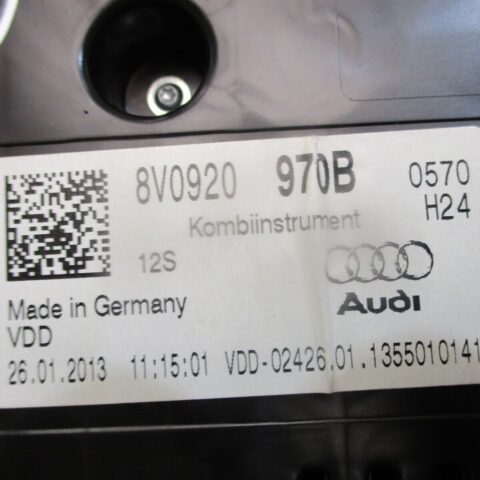 8V0920 970B 0570
Kombiinstrument H24
12S
Audi
Made in Germany
VDD
26.01.2013 11:15:01 VDD-02426.01.1355010141